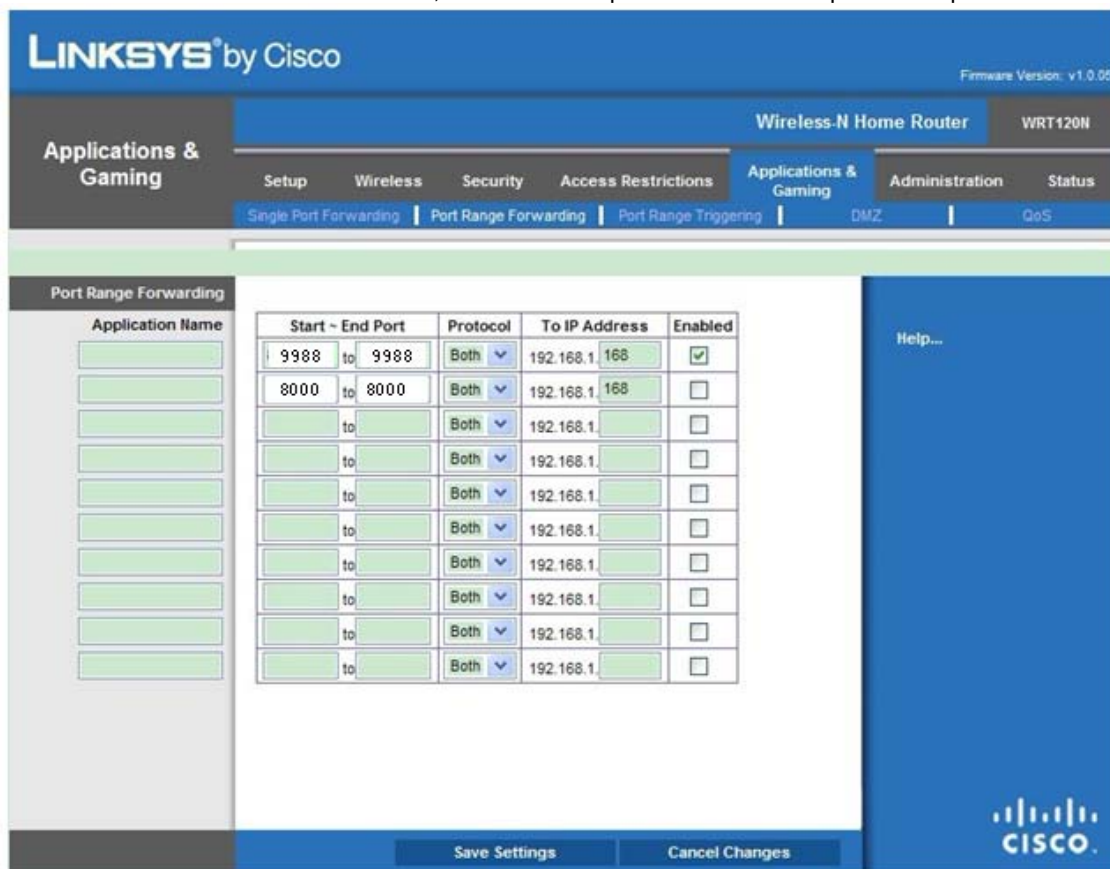 LINKSYS® by Cisco
Firmware Version: v1.0.05
Wireless-N Home Router WRT120N
Applications & Gaming
Setup Wireless Security Access Restrictions Applications & Gaming Administration Status
Single Port Forwarding | Port Range Forwarding | Port Range Triggering | DMZ | QoS
Port Range Forwarding
Application Name Start ~ End Port Protocol To IP Address Enabled
Help...
9988 to 9988 Both 192.168.1. 168
8000 to 8000 Both 192.168.1. 168
to Both 192.168.1.
to Both 192.168.1.
to Both 192.168.1.
to Both 192.168.1.
to Both 192.168.1.
to Both 192.168.1.
to Both 192.168.1.
to Both 192.168.1.
Save Settings Cancel Changes
CISCO.